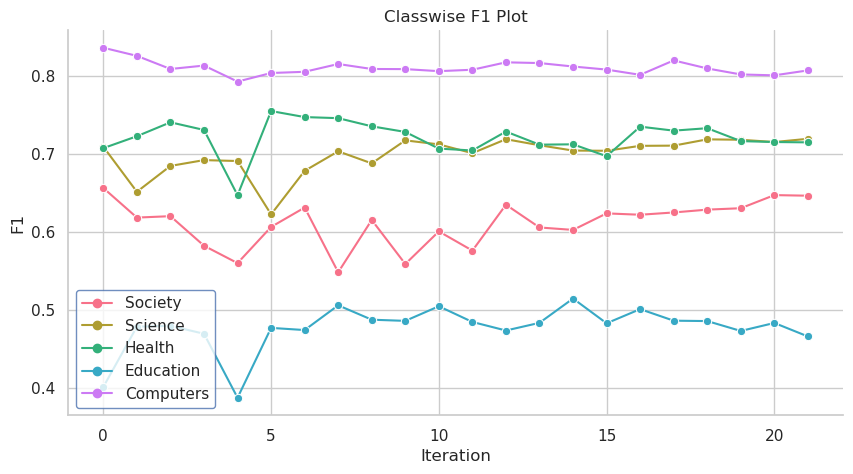 Classwise F1 Plot
F1
0.8
0.7
0.6
0.5
0.4
Society
Science
Health
Education
Computers
0 5 10 15 20
Iteration